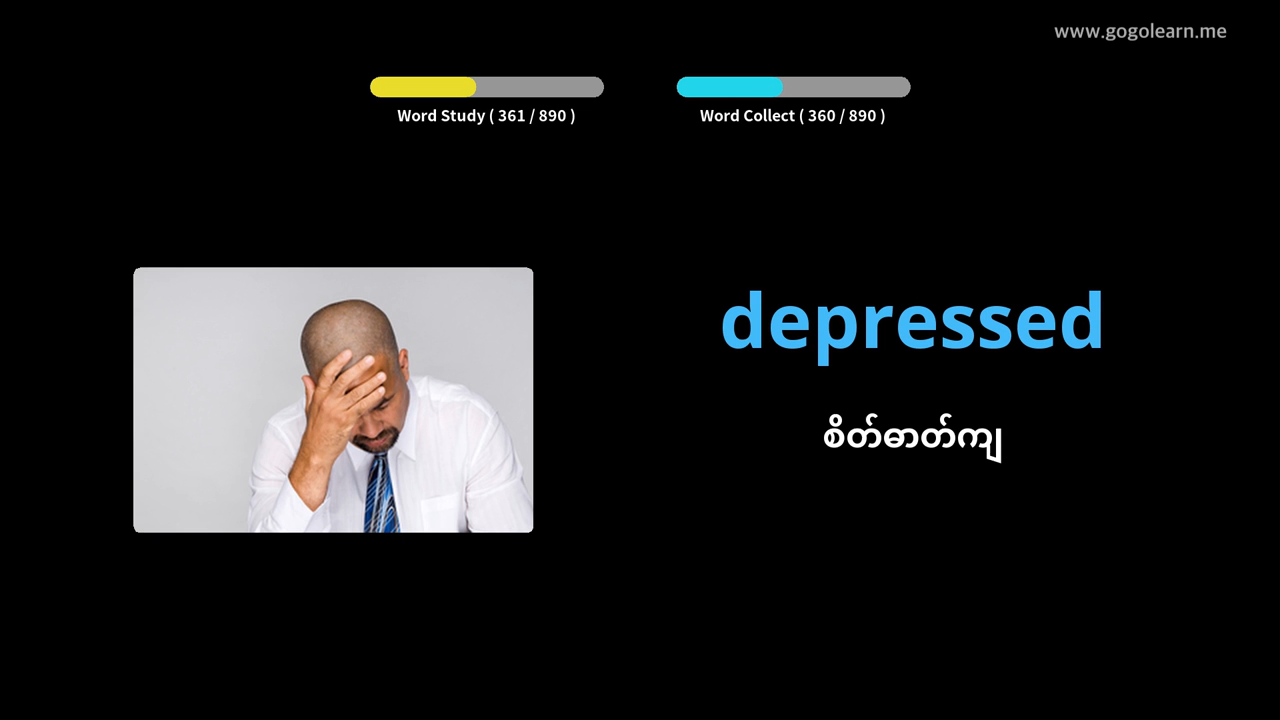 www.gogolearn.me
Word Study ( 361 / 890 )
Word Collect ( 360 / 890 )
depressed
စိတ်ဓာတ်ကျ